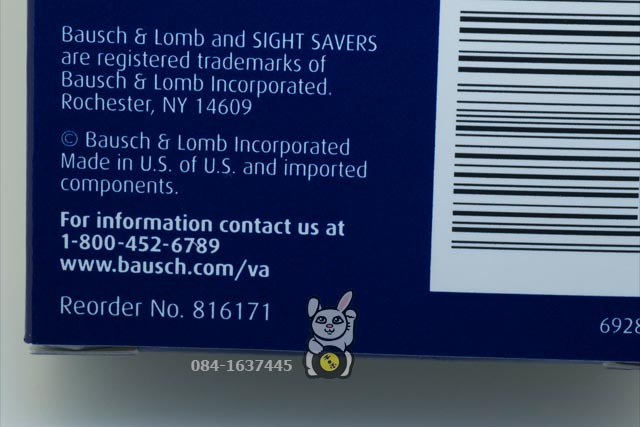 Bausch & Lomb and SIGHT SAVERS
are registered trademarks of
Bausch & Lomb Incorporated.
Rochester, NY 14609
© Bausch & Lomb Incorporated
Made in U.S. of U.S. and imported
components.
For information contact us at
1-800-452-6789
www.bausch.com/va
Reorder No. 816171
6928
084-1637445